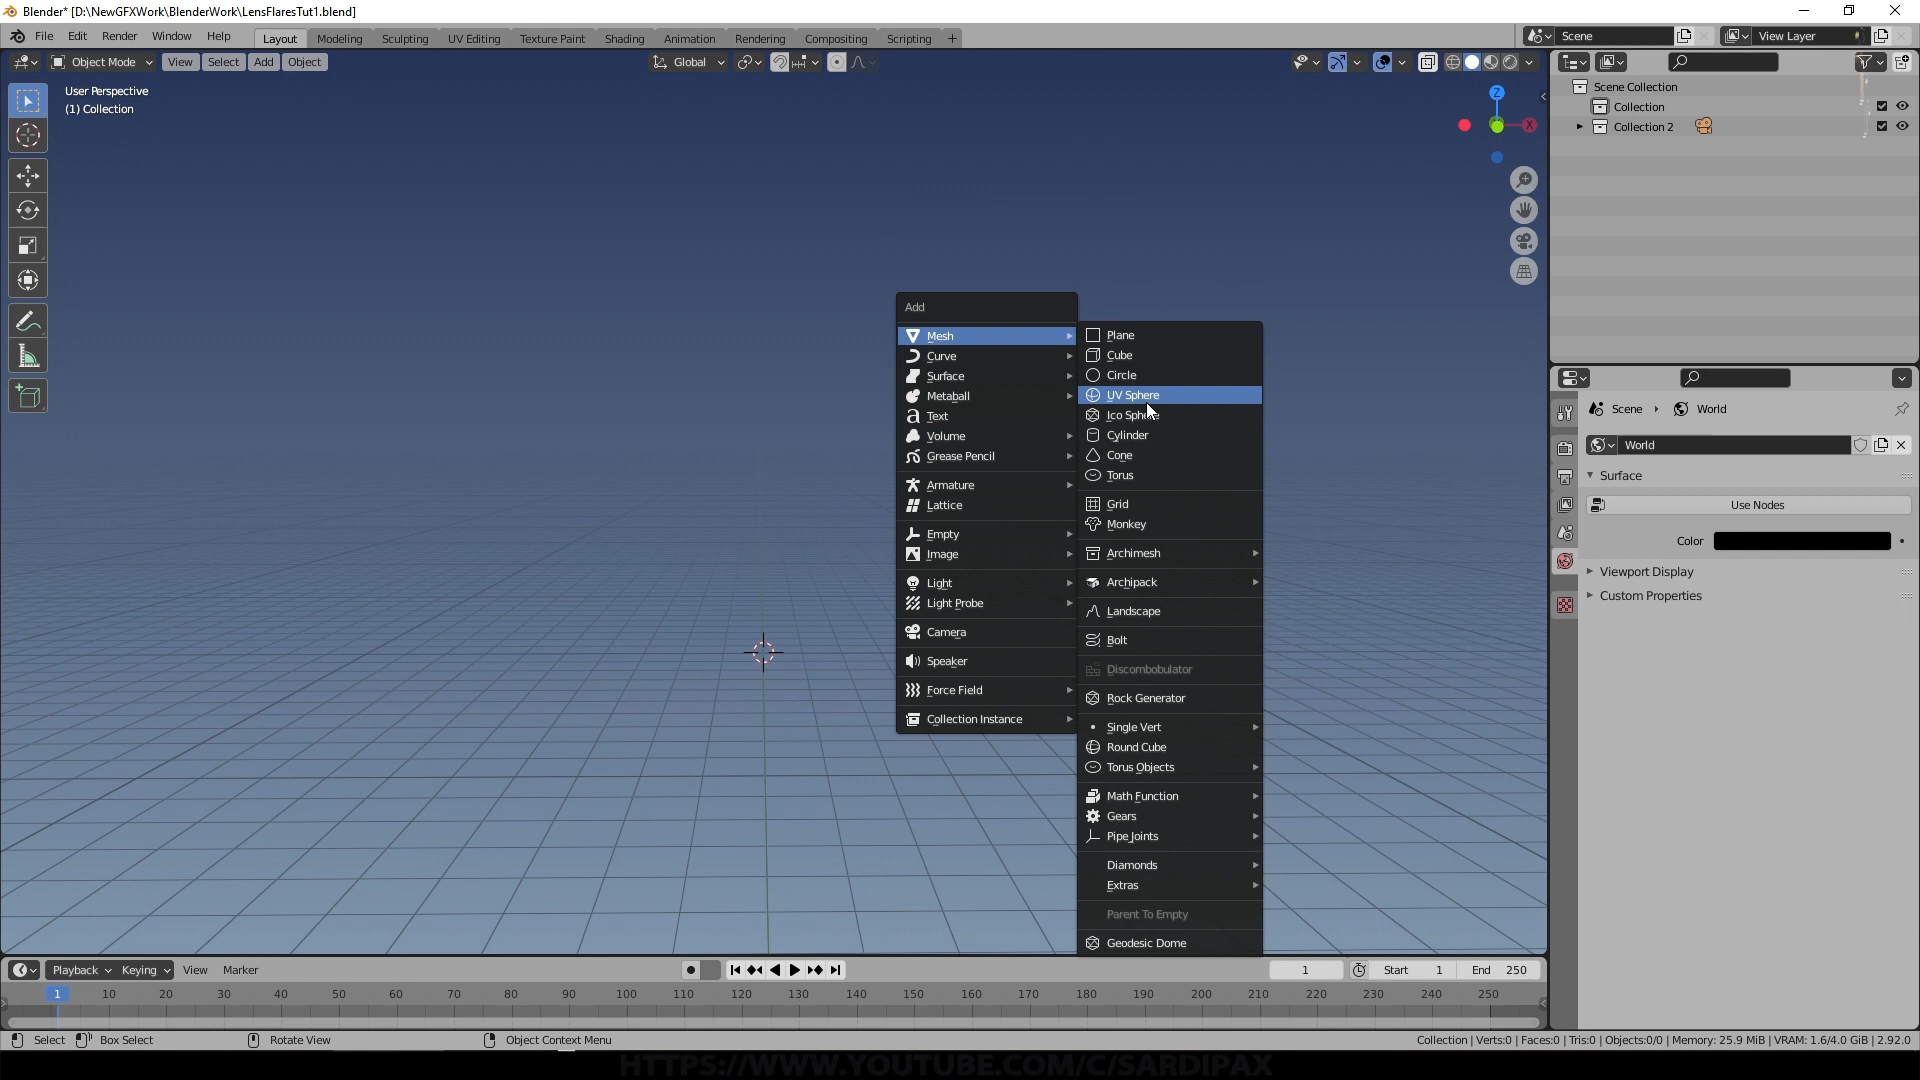 Blender* [D:\NewGFXWork\BlenderWork\LensFlaresTut1.blend]
File Edit Render Window Help Layout Modeling Sculpting UV Editing Texture Paint Shading Animation Rendering Compositing Scripting + Scene View Layer
Object Mode View Select Add Object Global
User Perspective
(1) Collection
Z
X
Scene Collection
Collection
Collection 2
Add
Mesh
Curve
Surface
Metaball
Text
Volume
Grease Pencil
Armature
Lattice
Empty
Image
Light
Light Probe
Camera
Speaker
Force Field
Collection Instance
Plane
Cube
Circle
UV Sphere
Ico Sphere
Cylinder
Cone
Torus
Grid
Monkey
Archimesh
Archipack
Landscape
Bolt
Discombobulator
Rock Generator
Single Vert
Round Cube
Torus Objects
Math Function
Gears
Pipe Joints
Diamonds
Extras
Parent To Empty
Geodesic Dome
Scene World
World
Surface
Use Nodes
Color
Viewport Display
Custom Properties
Playback Keying View Marker 1 Start 1 End 250
1 10 20 30 40 50 60 70 80 90 100 110 120 130 140 150 160 170 180 190 200 210 220 230 240 250
Select Box Select Rotate View Object Context Menu Collection | Verts:0 | Faces:0 | Tris:0 | Objects:0/0 | Memory: 25.9 MiB | VRAM: 1.6/4.0 GiB | 2.92.0
HTTPS://WWW.YOUTUBE.COM/C/SARDIPAX